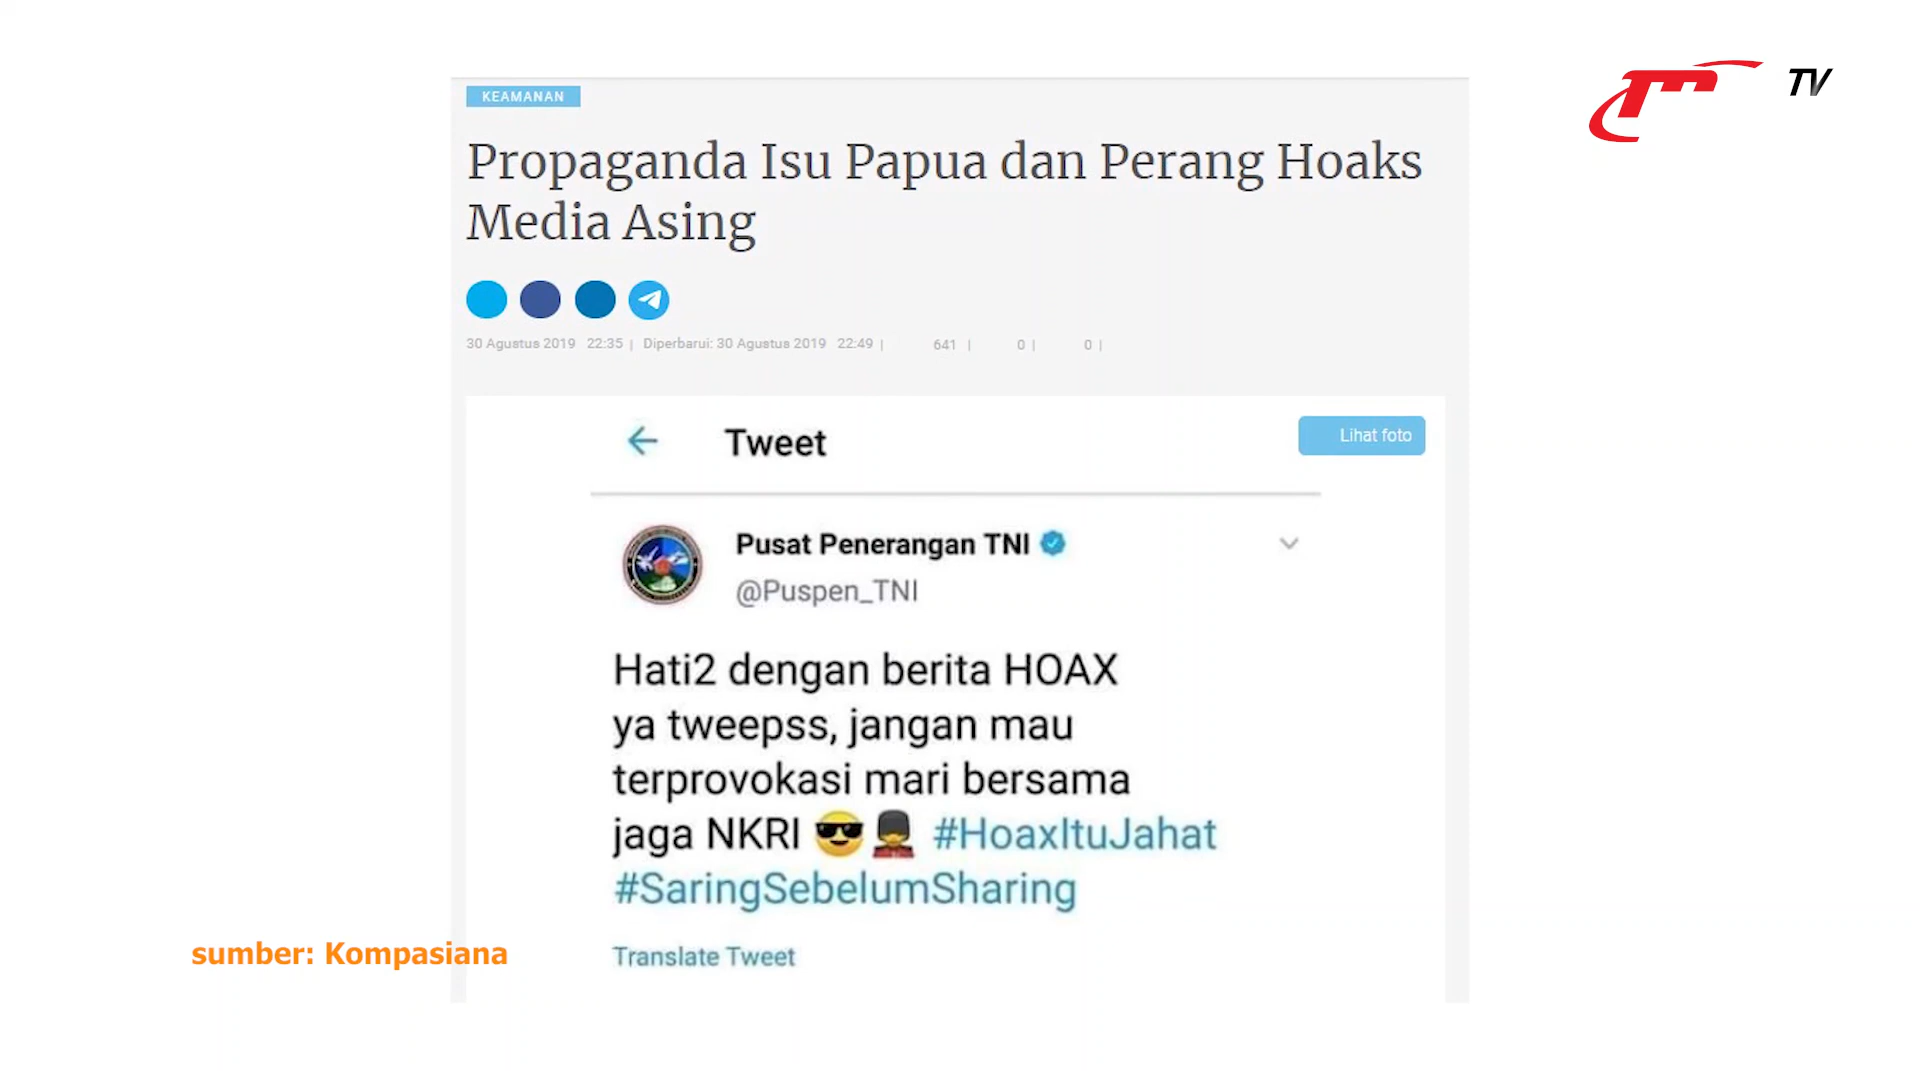 TV
KEAMANAN
Propaganda Isu Papua dan Perang Hoaks
Media Asing
30 Agustus 2019 22:35 | Diperbarui: 30 Agustus 2019 22:49 | 641 | 0 | 0 |
Tweet
Lihat foto
Pusat Penerangan TNI
@Puspen_TNI
Hati2 dengan berita HOAX
ya tweepss, jangan mau
terprovokasi mari bersama
jaga NKRI 😎💂 #HoaxItuJahat
#SaringSebelumSharing
sumber: Kompasiana
Translate Tweet